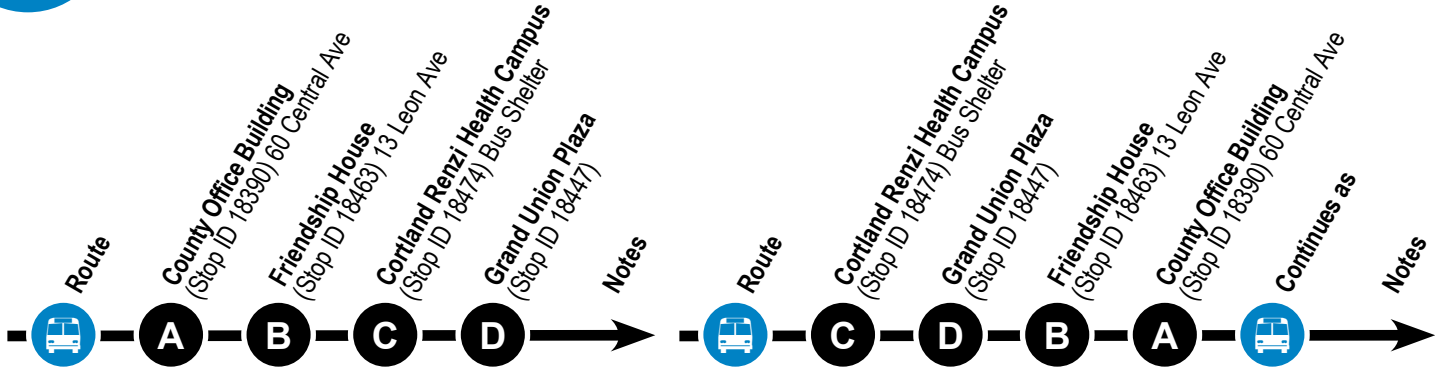 Route
County Office Building
(Stop ID 18390) 60 Central Ave
Friendship House
(Stop ID 18463) 13 Leon Ave
Cortland Renzi Health Campus
(Stop ID 18474) Bus Shelter
Grand Union Plaza
(Stop ID 18447)
Notes
A
B
C
D
Route
Cortland Renzi Health Campus
(Stop ID 18474) Bus Shelter
Grand Union Plaza
(Stop ID 18447)
Friendship House
(Stop ID 18463) 13 Leon Ave
County Office Building
(Stop ID 18390) 60 Central Ave
Continues as
Notes
C
D
B
A